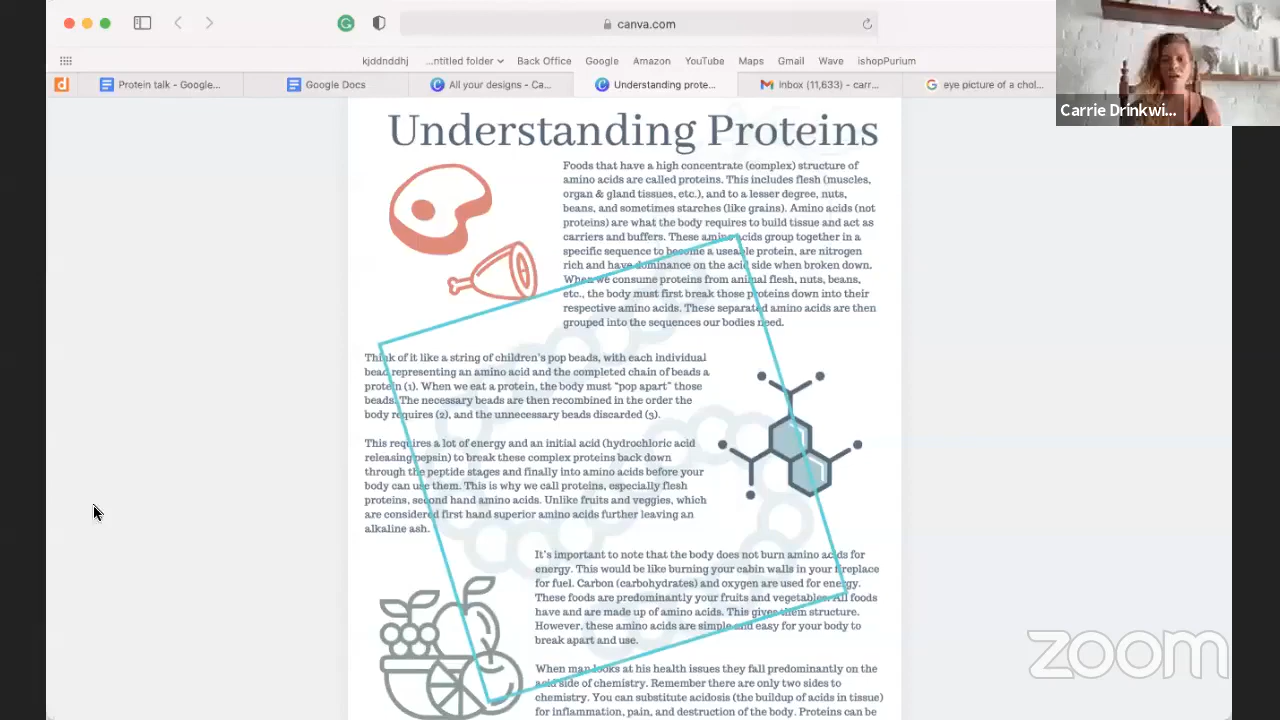 canva.com
kjddnddhj ...ntitled folder Back Office Google Amazon YouTube Maps Gmail Wave ishopPurium
Protein talk - Google... Google Docs All your designs - Ca... Understanding prote... Inbox (11,633) – carr... eye picture of a chol...
Carrie Drinkwi...
Understanding Proteins
Foods that have a high concentrate (complex) structure of
amino acids are called proteins. This includes flesh (muscles,
organ & gland tissues, etc.), and to a lesser degree, nuts,
beans, and sometimes starches (like grains). Amino acids (not
proteins) are what the body requires to build tissue and act as
carriers and buffers. These amino acids group together in a
specific sequence to become a useable protein, are nitrogen
rich and have dominance on the acid side when broken down.
When we consume proteins from animal flesh, nuts, beans,
etc., the body must first break those proteins down into their
respective amino acids. These separated amino acids are then
grouped into the sequences our bodies need.
Think of it like a string of children's pop beads, with each individual
bead representing an amino acid and the completed chain of beads a
protein (1). When we eat a protein, the body must "pop apart" those
beads. The necessary beads are then recombined in the order the
body requires (2), and the unnecessary beads discarded (3).
This requires a lot of energy and an initial acid (hydrochloric acid
releasing pepsin) to break these complex proteins back down
through the peptide stages and finally into amino acids before your
body can use them. This is why we call proteins, especially flesh
proteins, second hand amino acids. Unlike fruits and veggies, which
are considered first hand superior amino acids further leaving an
alkaline ash.
It's important to note that the body does not burn amino acids for
energy. This would be like burning your cabin walls in your fireplace
for fuel. Carbon (carbohydrates) and oxygen are used for energy.
These foods are predominantly your fruits and vegetables. All foods
have and are made up of amino acids. This gives them structure.
However, these amino acids are simple and easy for your body to
break apart and use.
When man looks at his health issues they fall predominantly on the
acid side of chemistry. Remember there are only two sides to
chemistry. You can substitute acidosis (the buildup of acids in tissue)
for inflammation, pain, and destruction of the body. Proteins can be
zoom